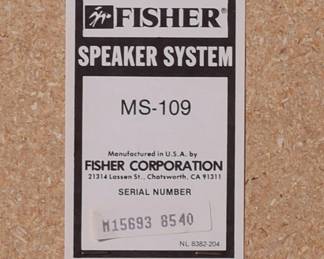 FISHER®
SPEAKER SYSTEM
MS-109
Manufactured in U.S.A. by
FISHER CORPORATION
21314 Lassen St., Chatsworth, CA 91311
SERIAL NUMBER
M15693 8540
NL 8382-204